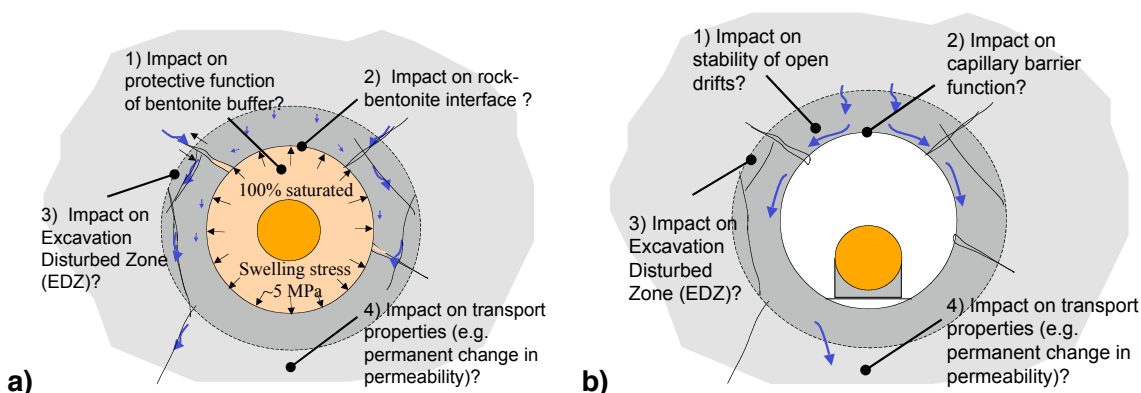 1) Impact on
protective function
of bentonite buffer?
2) Impact on rock-
bentonite interface ?
100% saturated
3) Impact on
Excavation
Disturbed Zone
(EDZ)?
Swelling stress
~5 MPa
4) Impact on transport
properties (e.g.
permanent change in
permeability)?
a)
1) Impact on
stability of open
drifts?
2) Impact on
capillary barrier
function?
3) Impact on
Excavation
Disturbed
Zone (EDZ)?
4) Impact on transport
properties (e.g.
permanent change in
permeability)?
b)